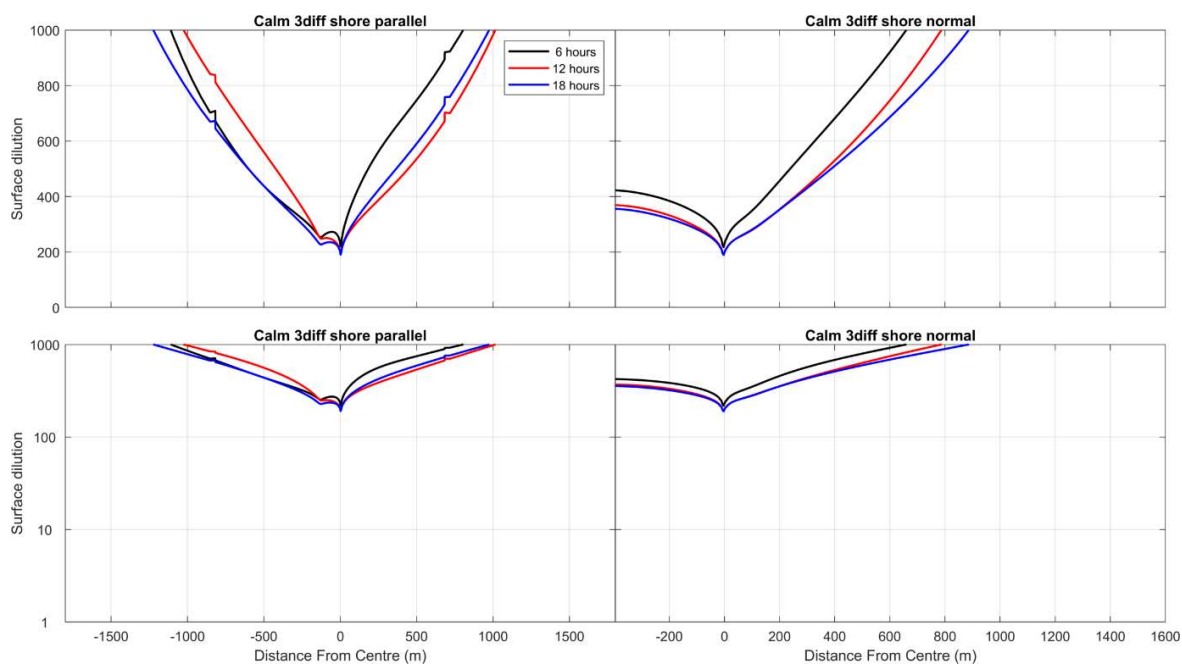 Calm 3diff shore parallel
Calm 3diff shore normal
1000
800
600
400
200
0
Surface dilution
6 hours
12 hours
18 hours
Calm 3diff shore parallel
Calm 3diff shore normal
1000
100
10
1
Surface dilution
-1500 -1000 -500 0 500 1000 1500
-200 0 200 400 600 800 1000 1200 1400 1600
Distance From Centre (m)
Distance From Centre (m)